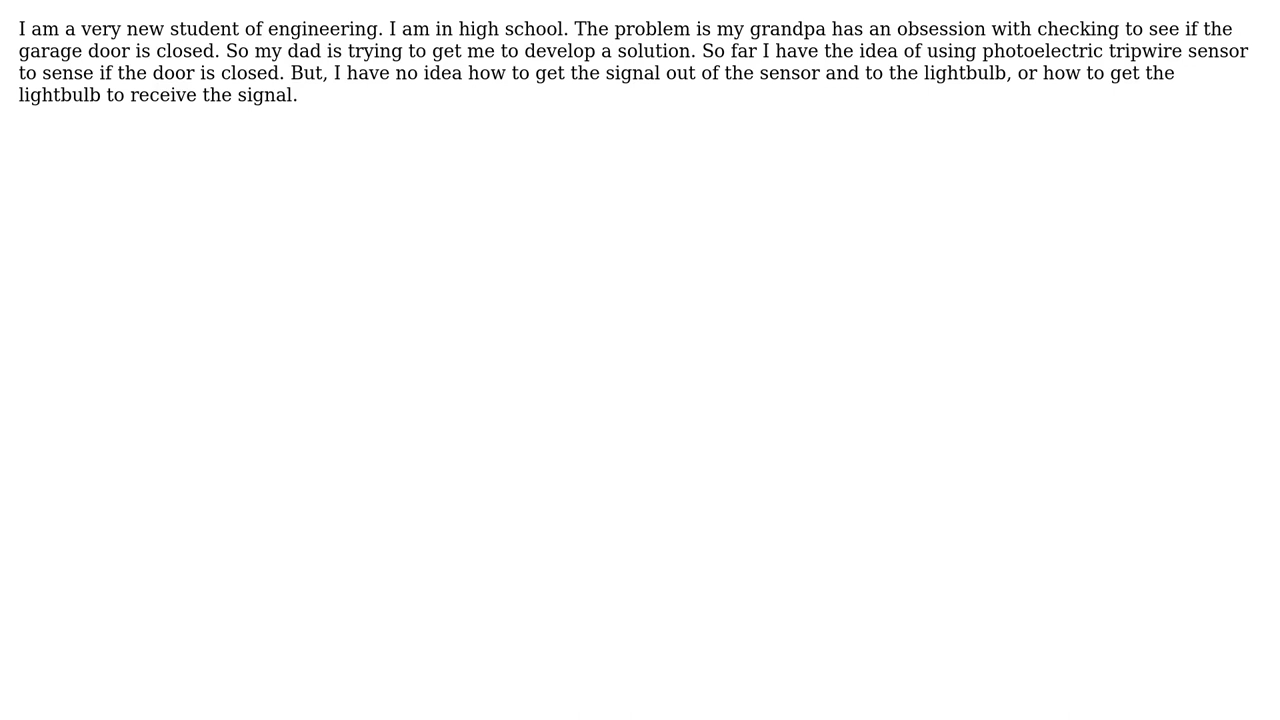 I am a very new student of engineering. I am in high school. The problem is my grandpa has an obsession with checking to see if the
garage door is closed. So my dad is trying to get me to develop a solution. So far I have the idea of using photoelectric tripwire sensor
to sense if the door is closed. But, I have no idea how to get the signal out of the sensor and to the lightbulb, or how to get the
lightbulb to receive the signal.